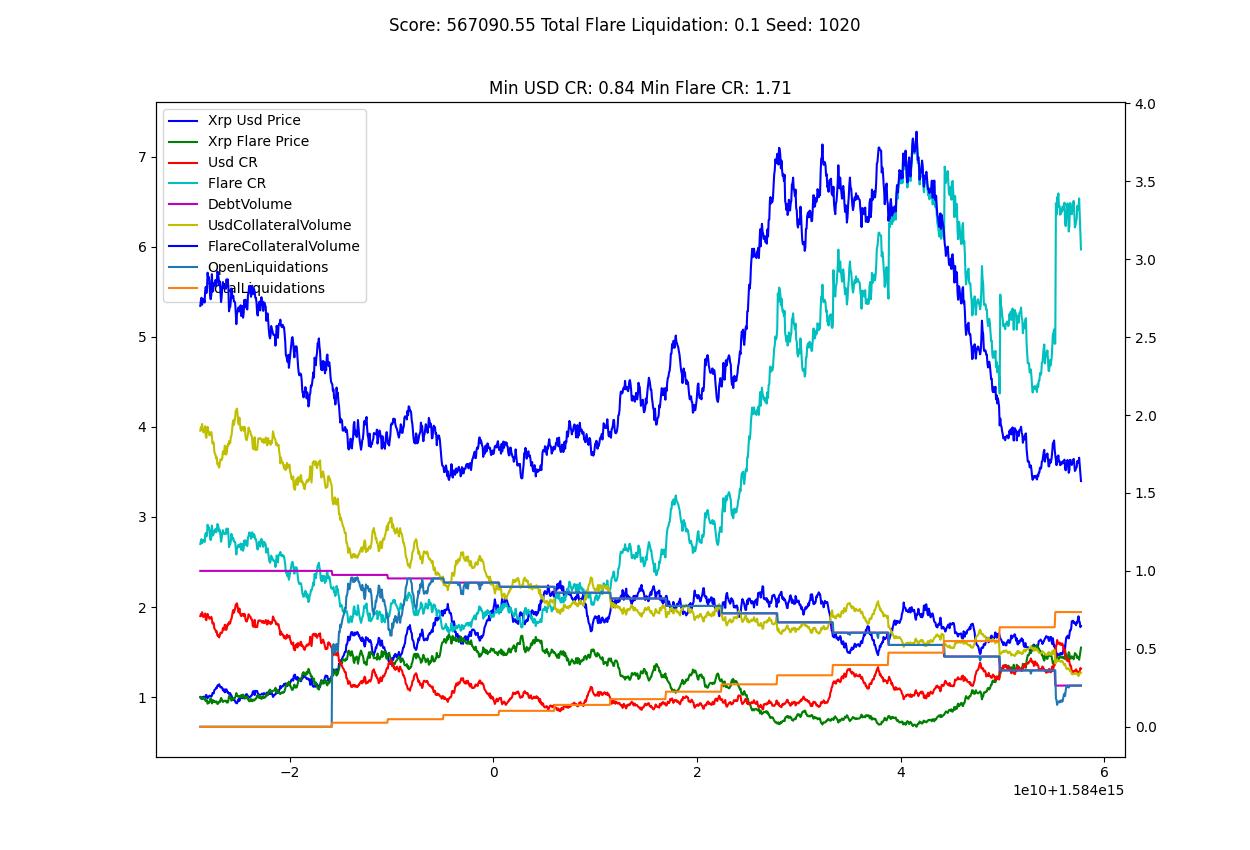 Score: 567090.55 Total Flare Liquidation: 0.1 Seed: 1020
Min USD CR: 0.84 Min Flare CR: 1.71
Xrp Usd Price
Xrp Flare Price
Usd CR
Flare CR
DebtVolume
UsdCollateralVolume
FlareCollateralVolume
OpenLiquidations
TotalLiquidations
7
6
5
4
3
2
1
4.0
3.5
3.0
2.5
2.0
1.5
1.0
0.5
0.0
−2
0
2
4
6
1e10+1.584e15